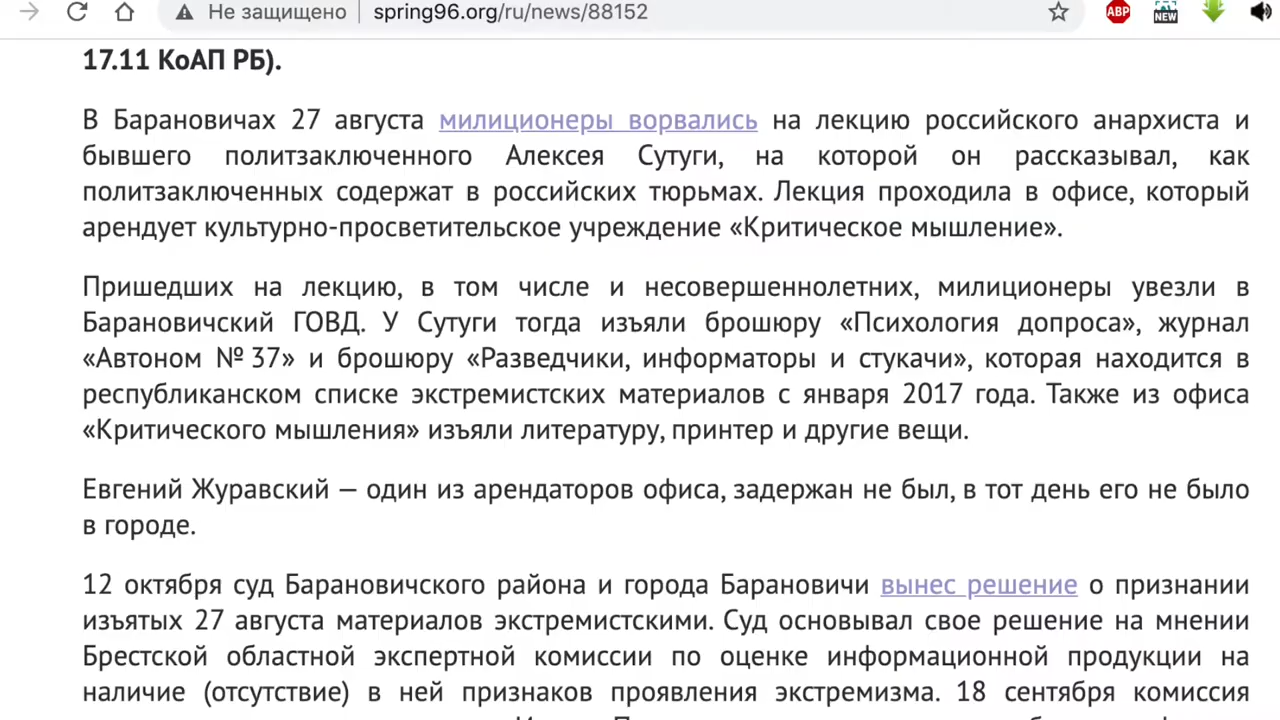 Не защищено spring96.org/ru/news/88152
ABP
NEW
17.11 КоАП РБ).
В Барановичах 27 августа милиционеры ворвались на лекцию российского анархиста и
бывшего политзаключенного Алексея Сутуги, на которой он рассказывал, как
политзаключенных содержат в российских тюрьмах. Лекция проходила в офисе, который
арендует культурно-просветительское учреждение «Критическое мышление».
Пришедших на лекцию, в том числе и несовершеннолетних, милиционеры увезли в
Барановичский ГОВД. У Сутуги тогда изъяли брошюру «Психология допроса», журнал
«Автоном №37» и брошюру «Разведчики, информаторы и стукачи», которая находится в
республиканском списке экстремистских материалов с января 2017 года. Также из офиса
«Критического мышления» изъяли литературу, принтер и другие вещи.
Евгений Журавский — один из арендаторов офиса, задержан не был, в тот день его не было
в городе.
12 октября суд Барановичского района и города Барановичи вынес решение о признании
изъятых 27 августа материалов экстремистскими. Суд основывал свое решение на мнении
Брестской областной экспертной комиссии по оценке информационной продукции на
наличие (отсутствие) в ней признаков проявления экстремизма. 18 сентября комиссия